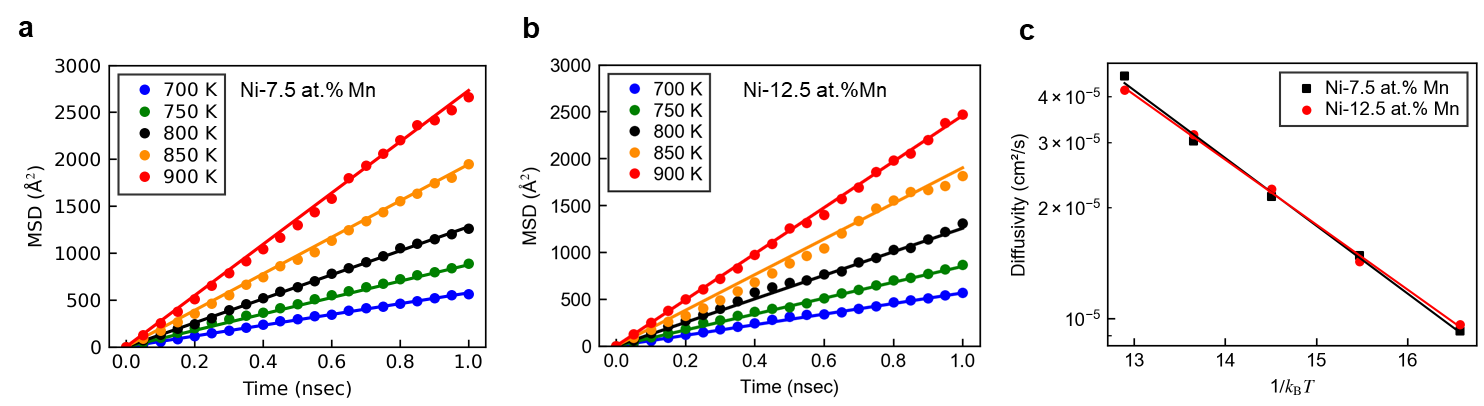 a
3000
2500
2000
1500
1000
500
0
MSD (Å²)
700 K
750 K
800 K
850 K
900 K
Ni-7.5 at.% Mn
0.0 0.2 0.4 0.6 0.8 1.0
Time (nsec)
b
3000
2500
2000
1500
1000
500
0
MSD (Å²)
700 K
750 K
800 K
850 K
900 K
Ni-12.5 at.%Mn
0.0 0.2 0.4 0.6 0.8 1.0
Time (nsec)
c
4×10⁻⁵
3×10⁻⁵
2×10⁻⁵
10⁻⁵
Diffusivity (cm²/s)
Ni-7.5 at.% Mn
Ni-12.5 at.% Mn
13 14 15 16
1/k_BT